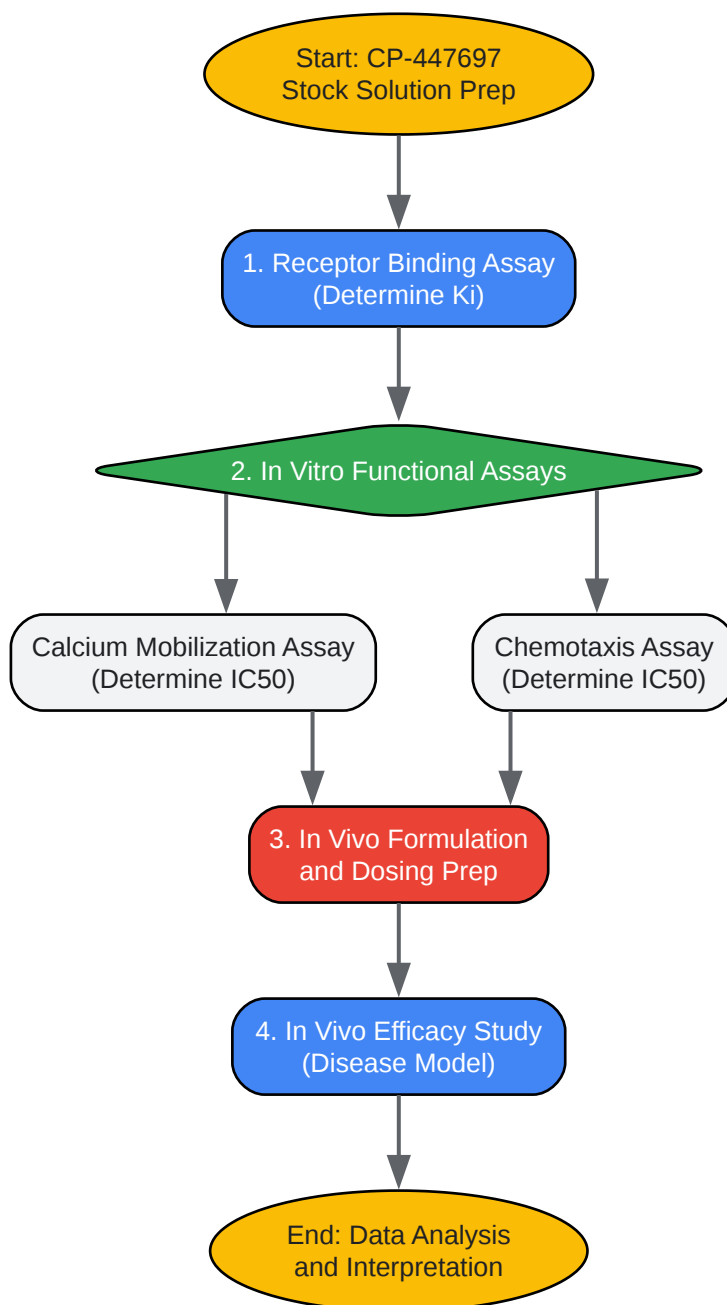 Start: CP-447697
Stock Solution Prep
1. Receptor Binding Assay
(Determine Ki)
2. In Vitro Functional Assays
Calcium Mobilization Assay
(Determine IC50)
Chemotaxis Assay
(Determine IC50)
3. In Vivo Formulation
and Dosing Prep
4. In Vivo Efficacy Study
(Disease Model)
End: Data Analysis
and Interpretation